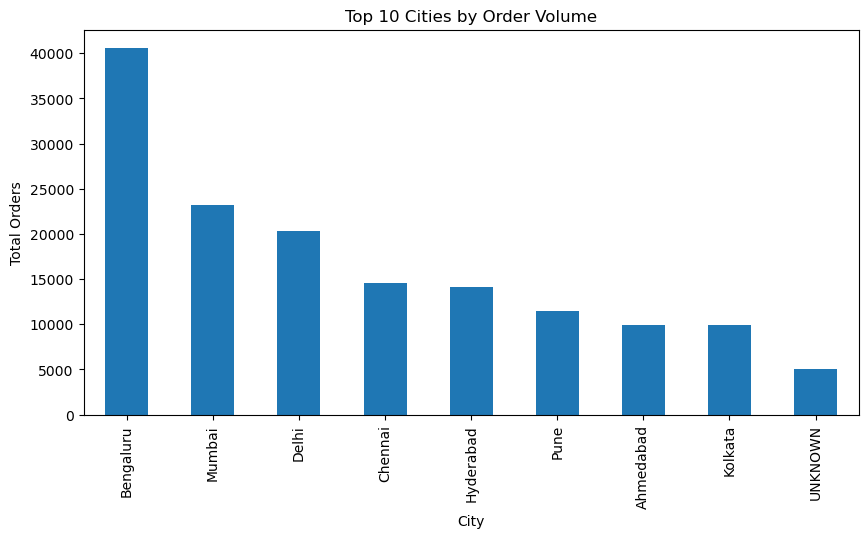 Top 10 Cities by Order Volume
Total Orders
40000
35000
30000
25000
20000
15000
10000
5000
0
Bengaluru
Mumbai
Delhi
Chennai
Hyderabad
Pune
Ahmedabad
Kolkata
UNKNOWN
City